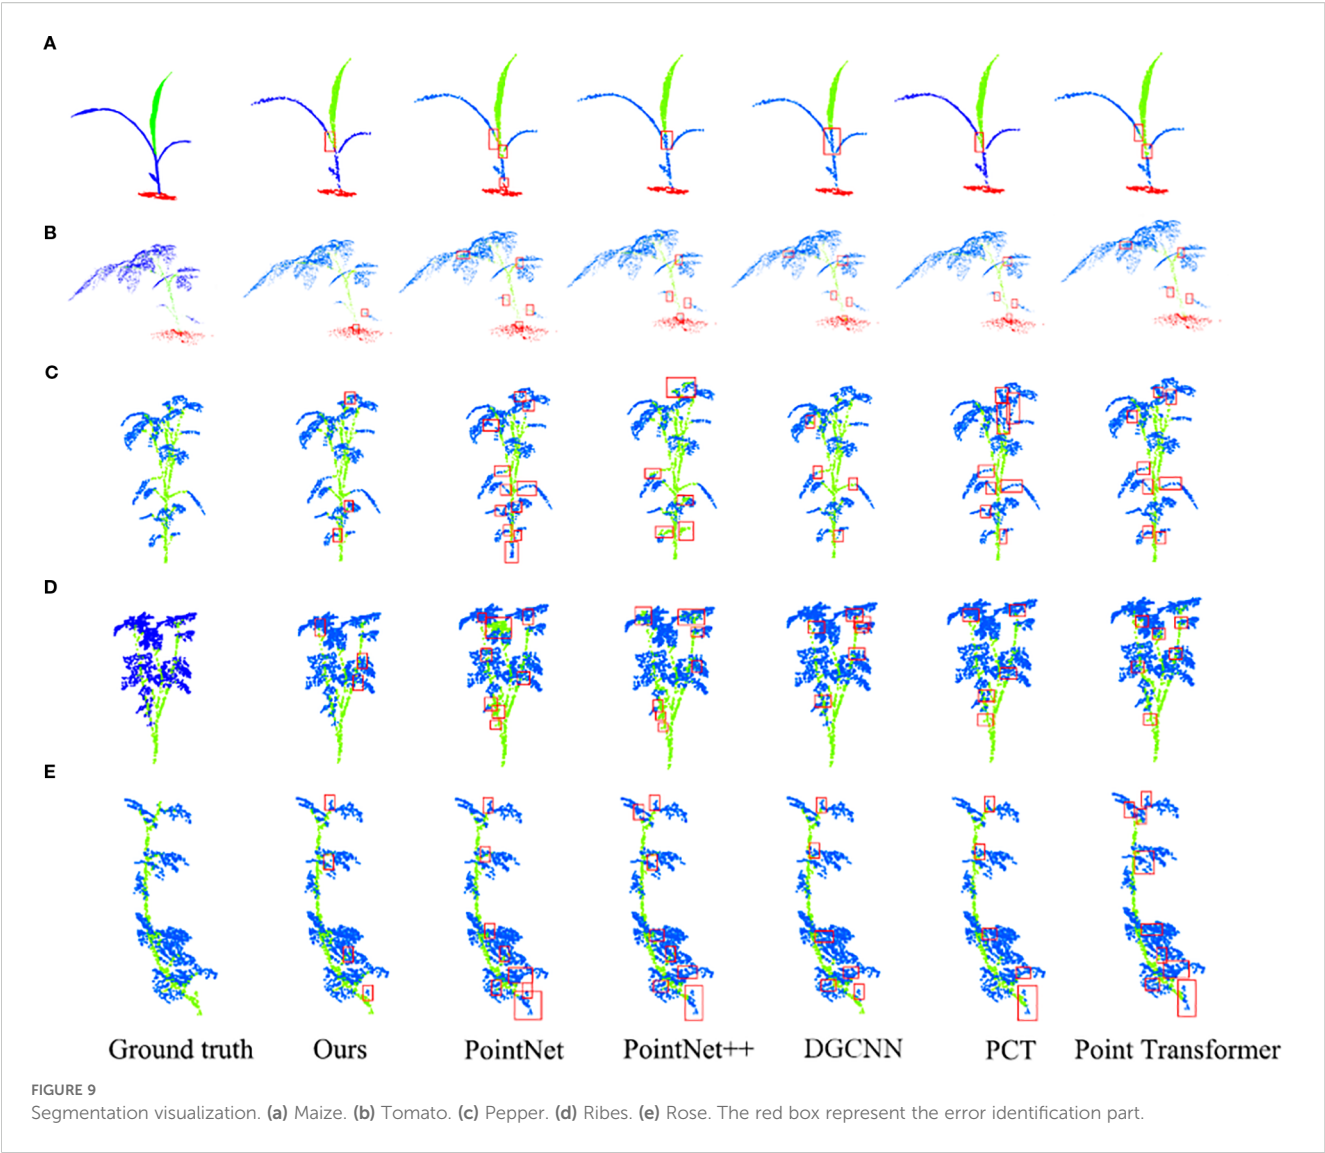 A
B
C
D
E
Ground truth Ours PointNet PointNet++ DGCNN PCT Point Transformer
FIGURE 9
Segmentation visualization. (a) Maize. (b) Tomato. (c) Pepper. (d) Ribes. (e) Rose. The red box represent the error identification part.